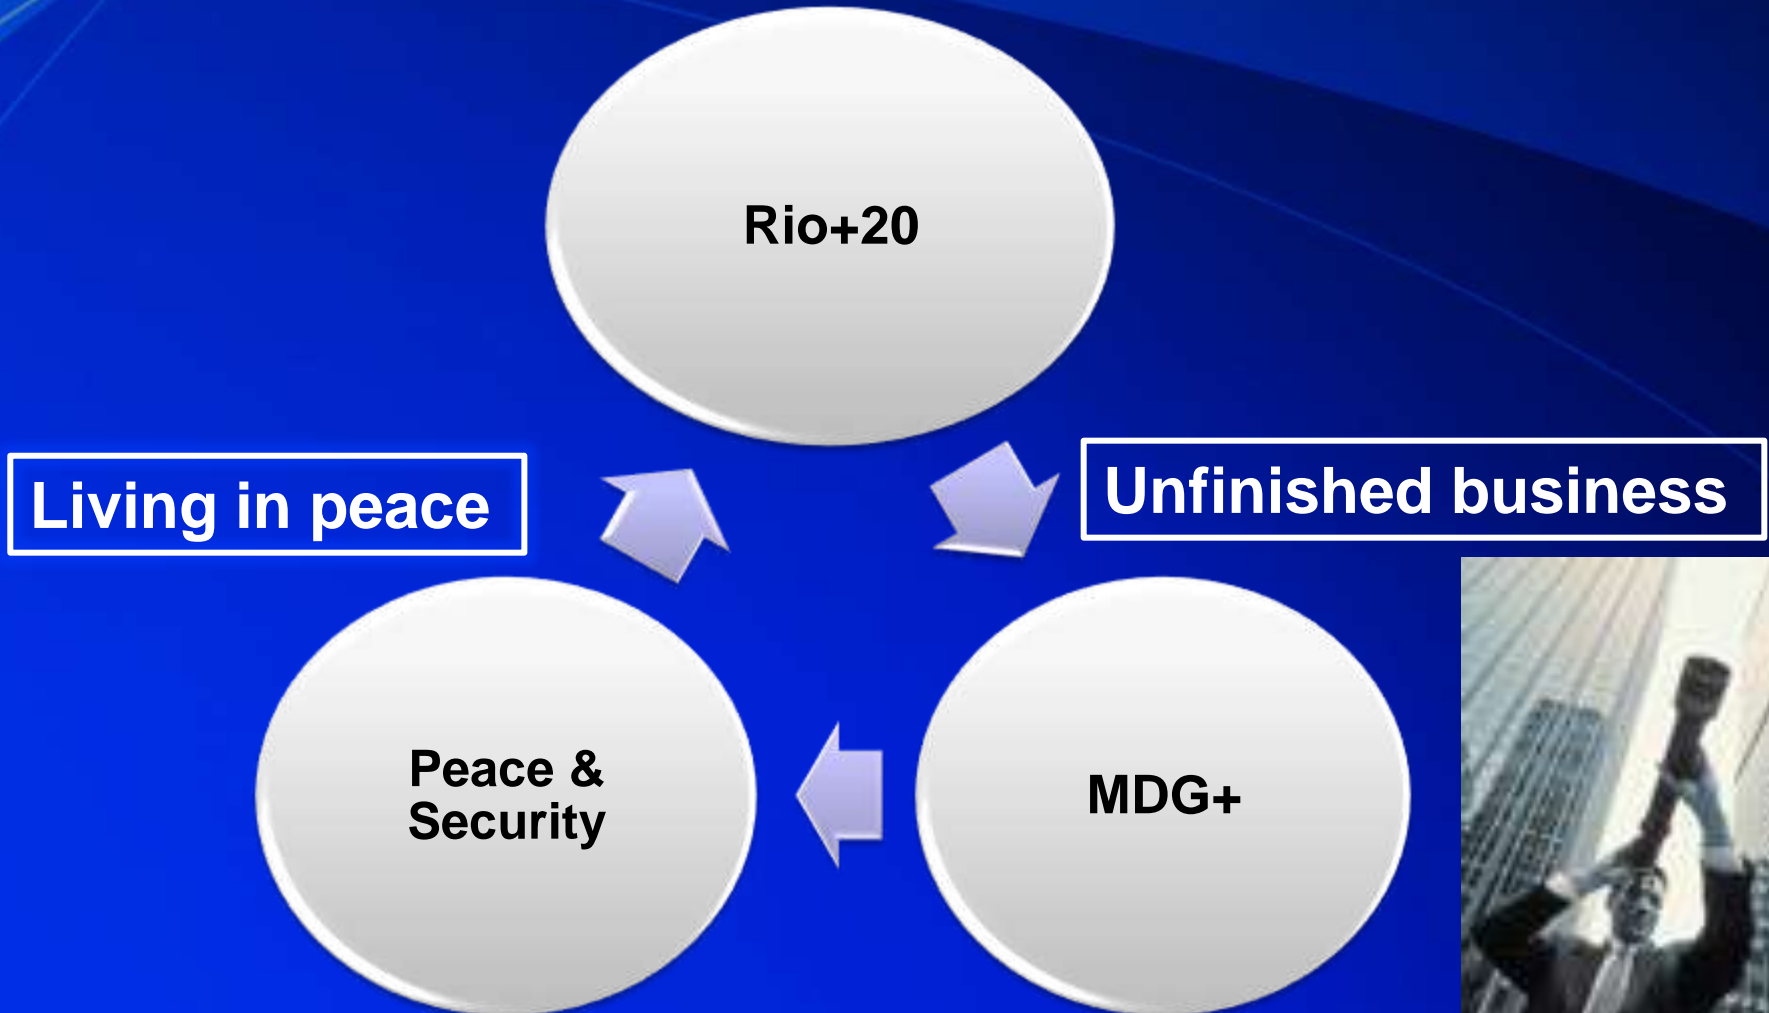 Rio+20
Living in peace
Unfinished business
Peace &
Security
MDG+